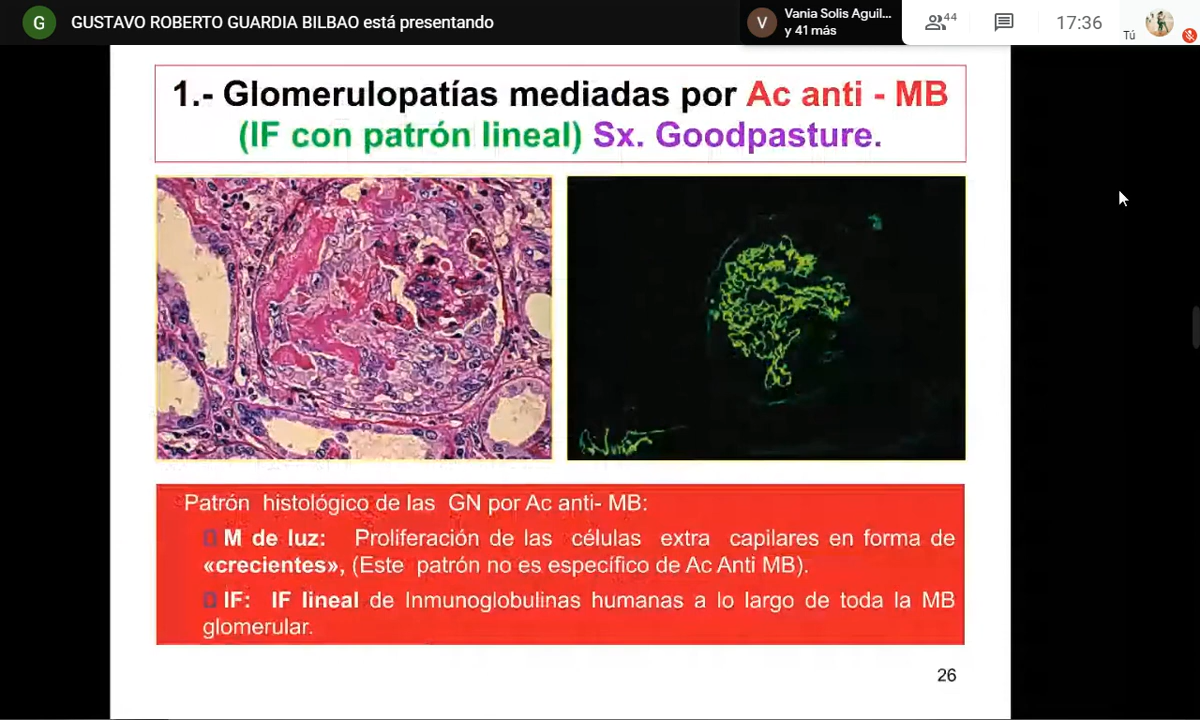 G GUSTAVO ROBERTO GUARDIA BILBAO está presentando
V Vania Solis Aguil...
y 41 más
44
17:36
Tú
1.- Glomerulopatías mediadas por Ac anti - MB
(IF con patrón lineal) Sx. Goodpasture.
Patrón histológico de las GN por Ac anti- MB:
M de luz: Proliferación de las células extra capilares en forma de
«crecientes», (Este patrón no es específico de Ac Anti MB).
IF: IF lineal de Inmunoglobulinas humanas a lo largo de toda la MB
glomerular.
26